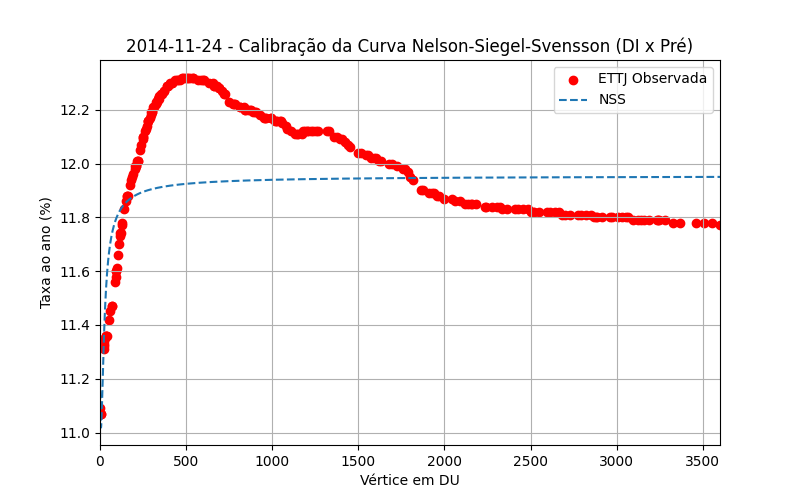 2014-11-24 - Calibração da Curva Nelson-Siegel-Svensson (DI x Pré)
ETTJ Observada
NSS
Taxa ao ano (%)
12.2
12.0
11.8
11.6
11.4
11.2
11.0
0 500 1000 1500 2000 2500 3000 3500
Vértice em DU